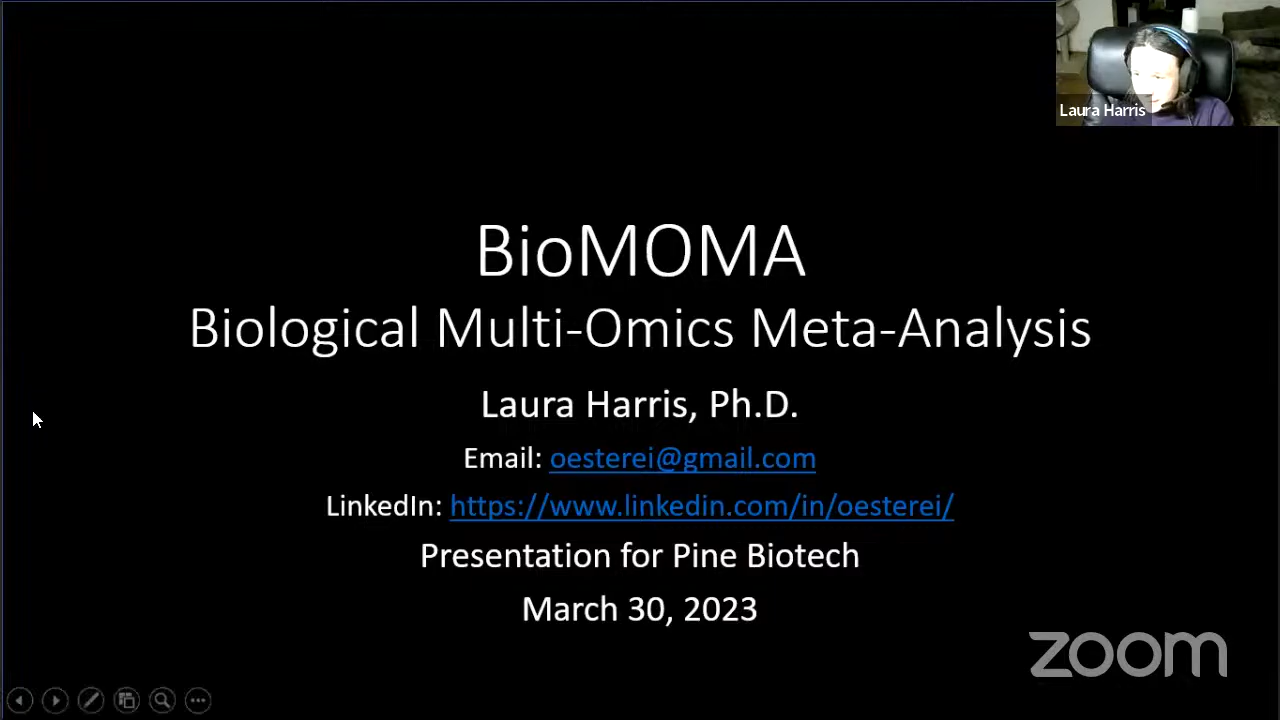 Laura Harris
BioMOMA
Biological Multi-Omics Meta-Analysis
Laura Harris, Ph.D.
Email: oesterei@gmail.com
LinkedIn: https://www.linkedin.com/in/oesterei/
Presentation for Pine Biotech
March 30, 2023
zoom